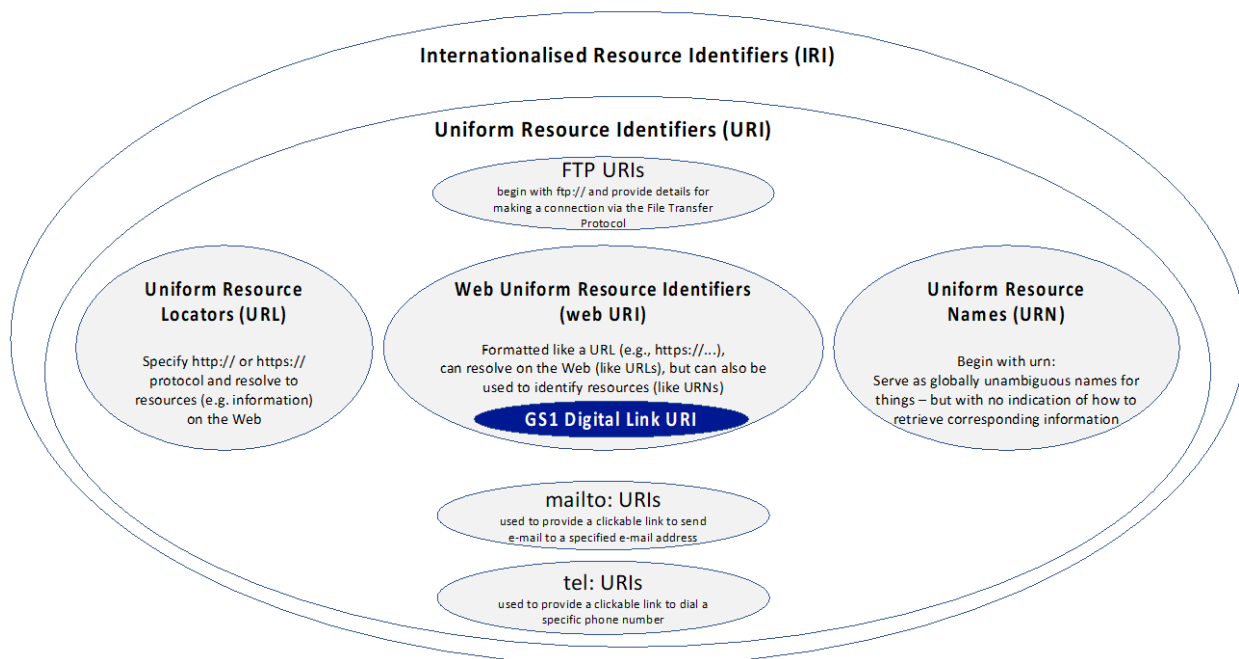 Internationalised Resource Identifiers (IRI)
Uniform Resource Identifiers (URI)
FTP URIs
begin with ftp:// and provide details for
making a connection via the File Transfer
Protocol
Uniform Resource
Locators (URL)
Specify http:// or https://
protocol and resolve to
resources (e.g. information)
on the Web
Web Uniform Resource Identifiers
(web URI)
Formatted like a URL (e.g., https://...),
can resolve on the Web (like URLs), but can also be
used to identify resources (like URNs)
GS1 Digital Link URI
Uniform Resource
Names (URN)
Begin with urn:
Serve as globally unambiguous names for
things – but with no indication of how to
retrieve corresponding information
mailto: URIs
used to provide a clickable link to send
e-mail to a specified e-mail address
tel: URIs
used to provide a clickable link to dial a
specific phone number